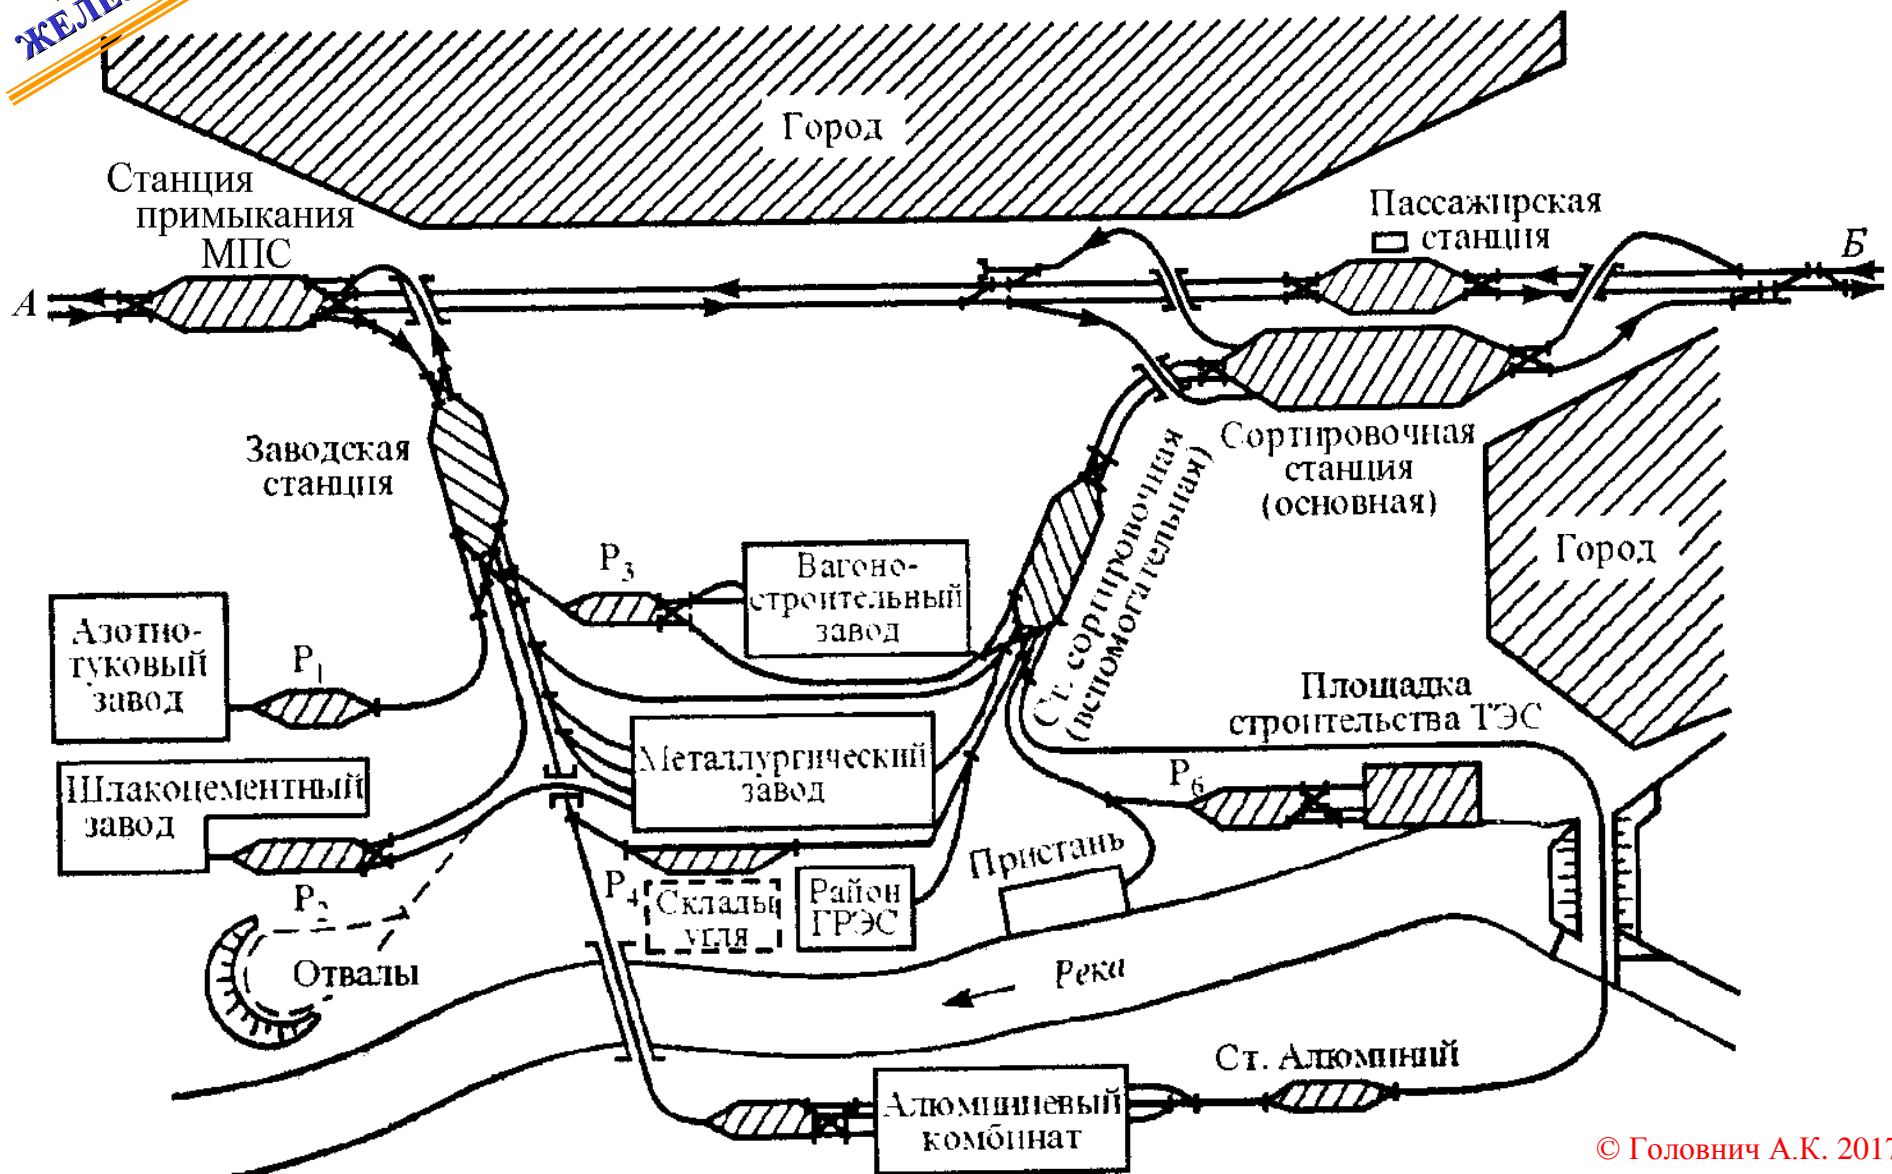 ЖЕЛЕЗ
Город
Станция
примыкания
МПС
Пассажирская
станция
А
Б
Заводская
станция
Сортировочная
станция
(основная)
Ст. сортировочная
(вспомогательная)
Город
Р3
Вагоно-
строительный
завод
Азотно-
туковый
завод
Р1
Площадка
строительства ТЭС
Металлургический
завод
Р6
Шлакоцементный
завод
Р2
Р4
Склады
угля
Район
ГРЭС
Пристань
Отвалы
Река
Ст. Алюминий
Алюминиевый
комбинат
© Головнич А.К. 2017